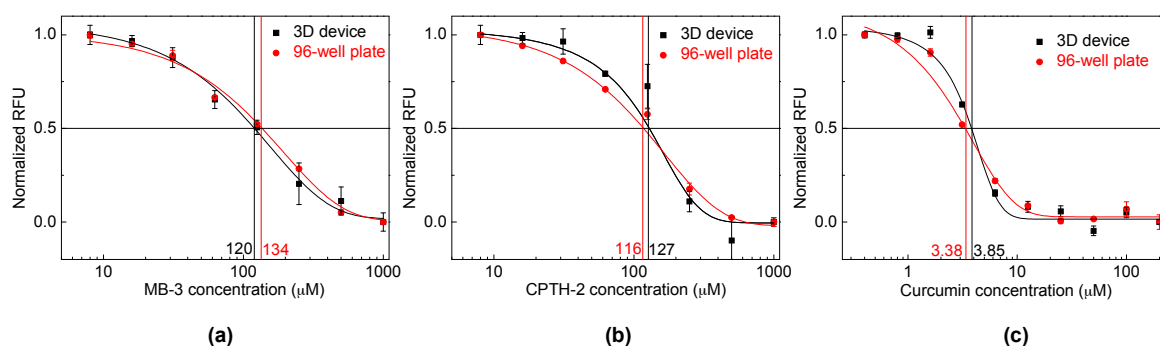 Normalized RFU
1.0
0.5
0.0
3D device
96-well plate
120
134
10
100
1000
MB-3 concentration (μM)
(a)
Normalized RFU
1.0
0.5
0.0
3D device
96-well plate
116
127
10
100
1000
CPTH-2 concentration (μM)
(b)
Normalized RFU
1.0
0.5
0.0
3D device
96-well plate
3.38
3.85
1
10
100
Curcumin concentration (μM)
(c)